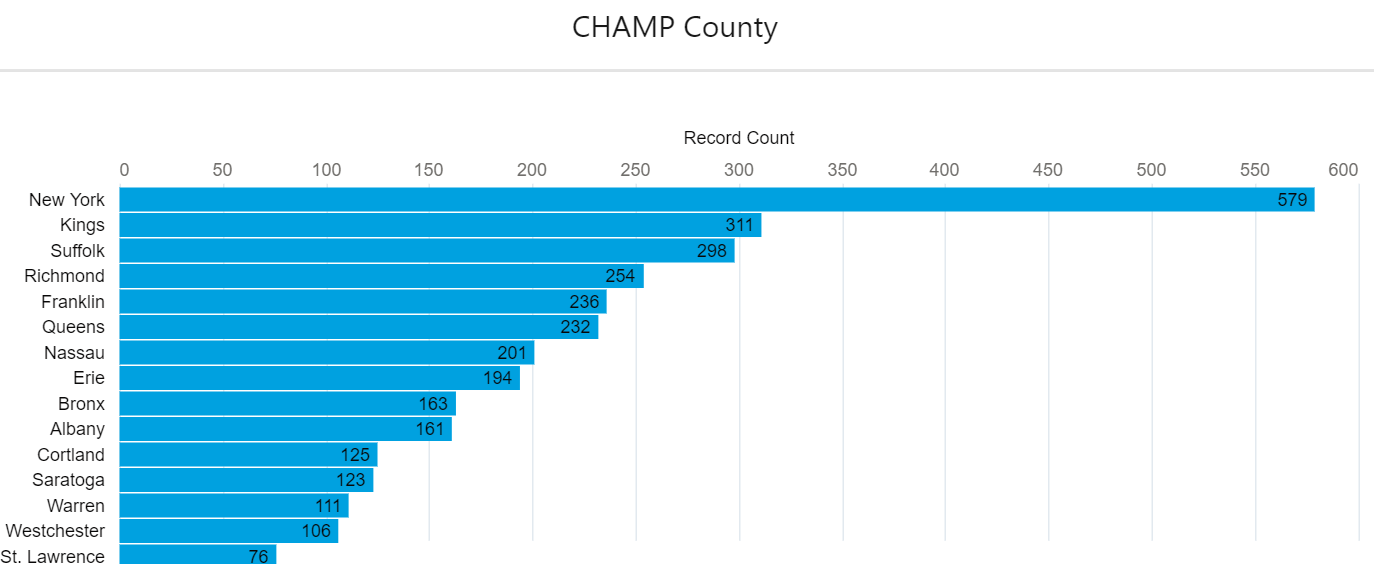 CHAMP County
Record Count
0 50 100 150 200 250 300 350 400 450 500 550 600
New York 579
Kings 311
Suffolk 298
Richmond 254
Franklin 236
Queens 232
Nassau 201
Erie 194
Bronx 163
Albany 161
Cortland 125
Saratoga 123
Warren 111
Westchester 106
St. Lawrence 76